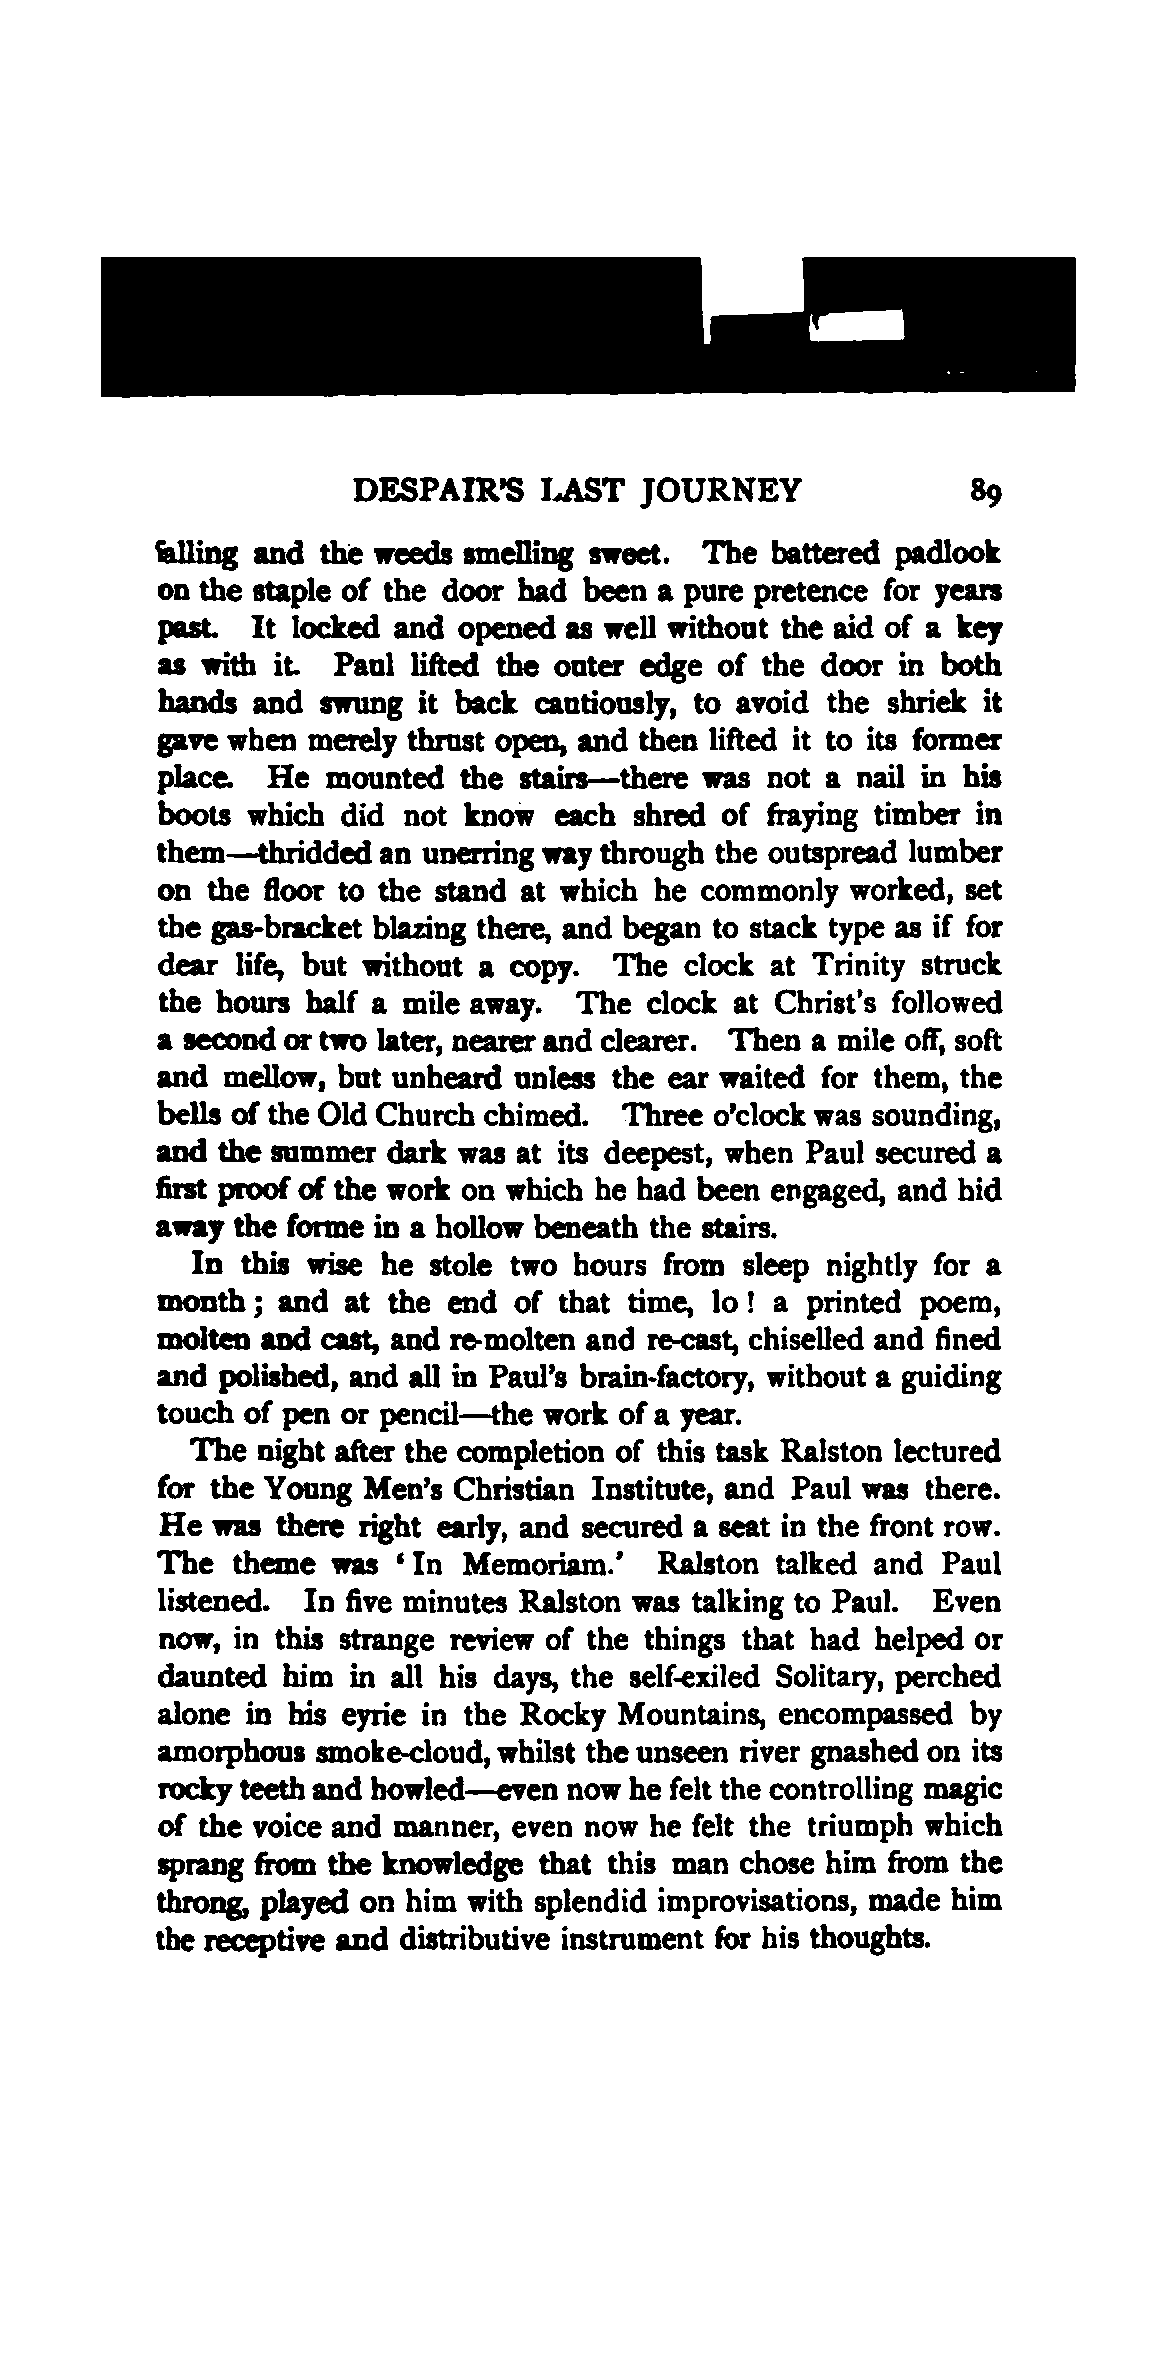 DESPAIR'S LAST JOURNEY 89
falling and the weeds smelling sweet. The battered padlook
on the staple of the door had been a pure pretence for years
past. It locked and opened as well without the aid of a key
as with it. Paul lifted the outer edge of the door in both
hands and swung it back cautiously, to avoid the shriek it
gave when merely thrust open, and then lifted it to its former
place. He mounted the stairs—there was not a nail in his
boots which did not know each shred of fraying timber in
them—thridded an unerring way through the outspread lumber
on the floor to the stand at which he commonly worked, set
the gas-bracket blazing there, and began to stack type as if for
dear life, but without a copy. The clock at Trinity struck
the hours half a mile away. The clock at Christ's followed
a second or two later, nearer and clearer. Then a mile off, soft
and mellow, but unheard unless the ear waited for them, the
bells of the Old Church chimed. Three o'clock was sounding,
and the summer dark was at its deepest, when Paul secured a
first proof of the work on which he had been engaged, and hid
away the forme in a hollow beneath the stairs.
In this wise he stole two hours from sleep nightly for a
month; and at the end of that time, lo! a printed poem,
molten and cast, and re-molten and re-cast, chiselled and fined
and polished, and all in Paul's brain-factory, without a guiding
touch of pen or pencil—the work of a year.
The night after the completion of this task Ralston lectured
for the Young Men's Christian Institute, and Paul was there.
He was there right early, and secured a seat in the front row.
The theme was 'In Memoriam.' Ralston talked and Paul
listened. In five minutes Ralston was talking to Paul. Even
now, in this strange review of the things that had helped or
daunted him in all his days, the self-exiled Solitary, perched
alone in his eyrie in the Rocky Mountains, encompassed by
amorphous smoke-cloud, whilst the unseen river gnashed on its
rocky teeth and howled—even now he felt the controlling magic
of the voice and manner, even now he felt the triumph which
sprang from the knowledge that this man chose him from the
throng, played on him with splendid improvisations, made him
the receptive and distributive instrument for his thoughts.